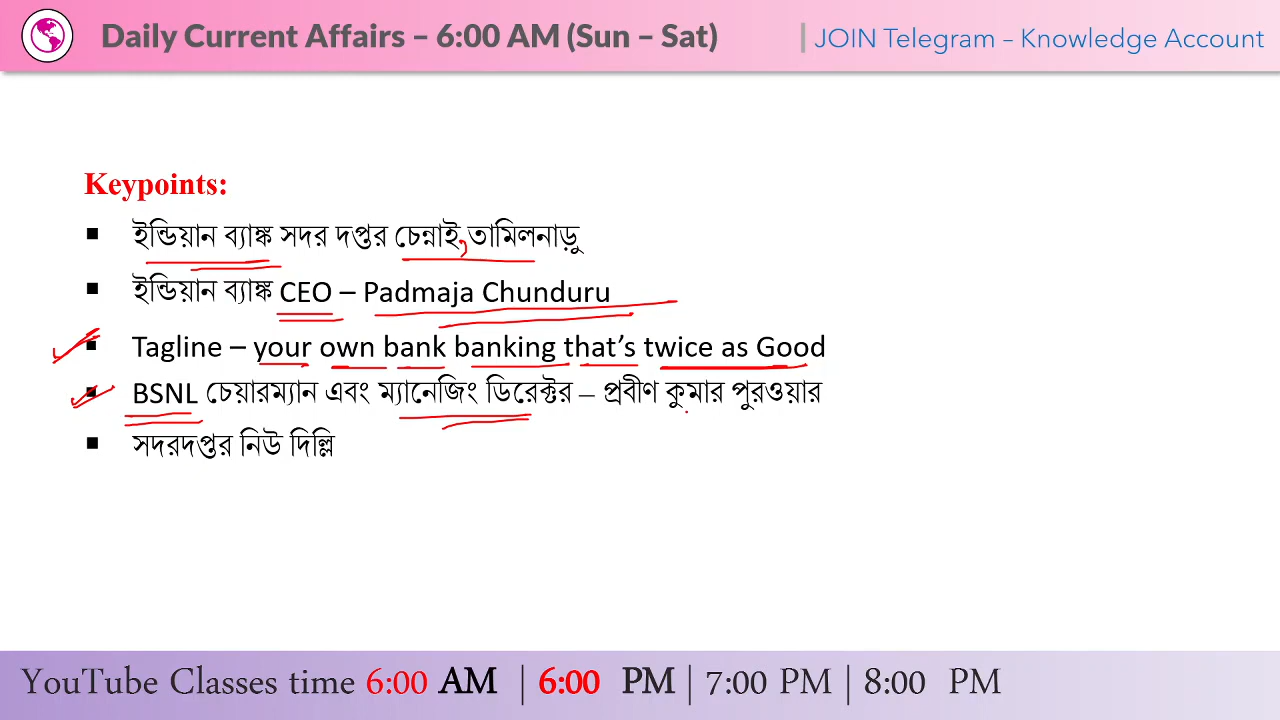 Daily Current Affairs – 6:00 AM (Sun – Sat)
JOIN Telegram – Knowledge Account
Keypoints:
ইন্ডিয়ান ব্যাঙ্ক সদর দপ্তর চেন্নাই,তামিলনাড়ু
ইন্ডিয়ান ব্যাঙ্ক CEO – Padmaja Chunduru
Tagline – your own bank banking that’s twice as Good
BSNL চেয়ারম্যান এবং ম্যানেজিং ডিরেক্টর – প্রবীণ কুমার পুরওয়ার
সদরদপ্তর নিউ দিল্লি
YouTube Classes time 6:00 AM | 6:00 PM | 7:00 PM | 8:00 PM